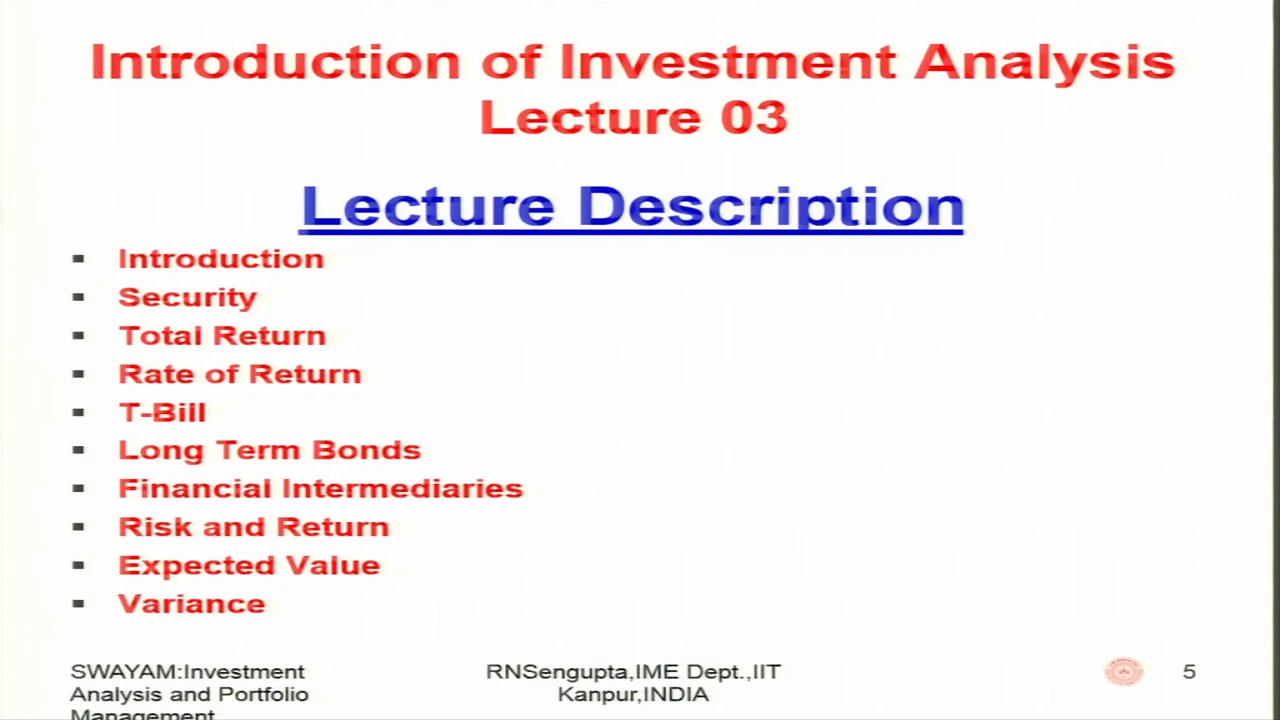 Introduction of Investment Analysis
Lecture 03
Lecture Description
Introduction
Security
Total Return
Rate of Return
T-Bill
Long Term Bonds
Financial Intermediaries
Risk and Return
Expected Value
Variance
SWAYAM:Investment
Analysis and Portfolio
Management
RNSengupta,IME Dept.,IIT
Kanpur,INDIA
5